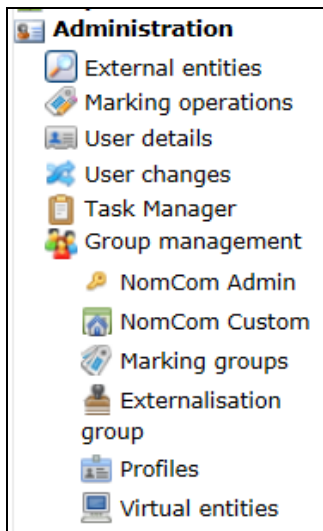 Administration
External entities
Marking operations
User details
User changes
Task Manager
Group management
NomCom Admin
NomCom Custom
Marking groups
Externalisation
group
Profiles
Virtual entities